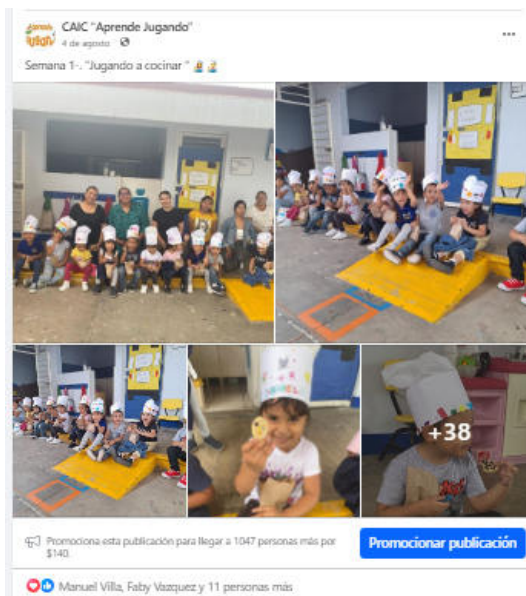 CAIC "Aprende Jugando"
4 de agosto
Semana 1-. "Jugando a cocinar "
+38
Promociona esta publicación para llegar a 1047 personas más por
$140.
Promocionar publicación
Manuel Villa, Faby Vazquez y 11 personas más